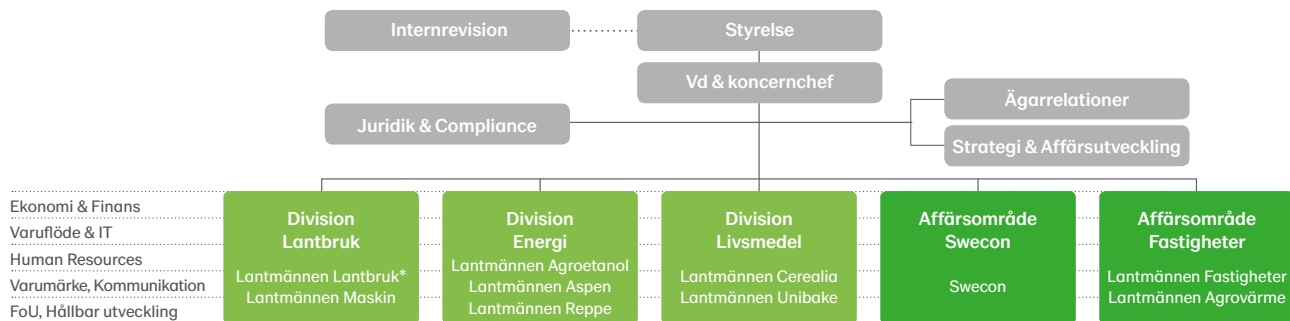 Internrevision
Styrelse
Vd & koncernchef
Ägarrelationer
Juridik & Compliance
Strategi & Affärsutveckling
Ekonomi & Finans
Varuflöde & IT
Human Resources
Varumärke, Kommunikation
FoU, Hållbar utveckling
Division
Lantbruk
Lantmännen Lantbruk*
Lantmännen Maskin
Division
Energi
Lantmännen Agroetanol
Lantmännen Aspen
Lantmännen Reppe
Division
Livsmedel
Lantmännen Cerealia
Lantmännen Unibake
Affärsområde
Swecon
Swecon
Affärsområde
Fastigheter
Lantmännen Fastigheter
Lantmännen Agrovärme